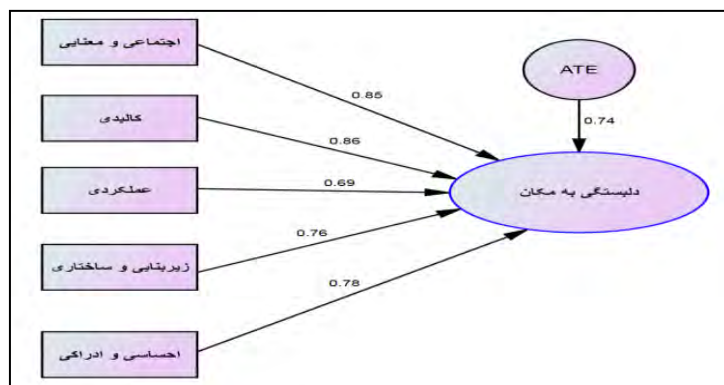 اجتماعی و معنایی
ATE
0.85
0.74
کالبدی
0.86
دلبستگی به مکان
عملکردی
0.69
0.76
زیربنایی و ساختاری
0.78
احساسی و ادراکی